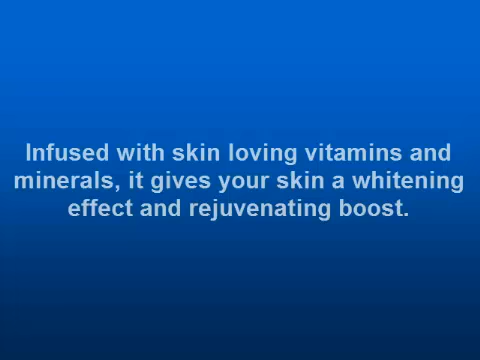 Infused with skin loving vitamins and
minerals, it gives your skin a whitening
effect and rejuvenating boost.